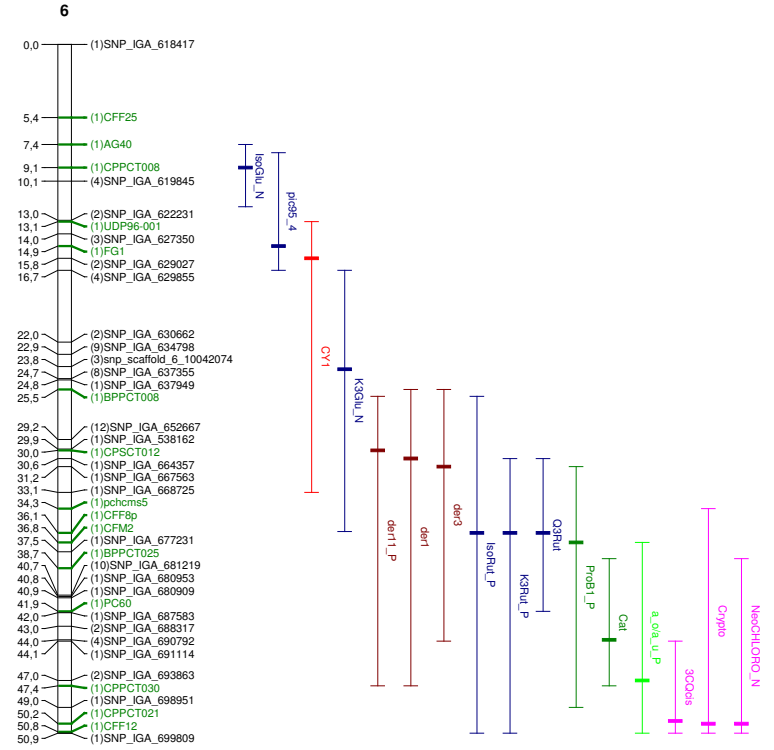 6
0,0 (1)SNP_IGA_618417
5,4 (1)CFF25
7,4 (1)AG40
9,1 (1)CPPCT008
10,1 (4)SNP_IGA_619845
13,0 (2)SNP_IGA_622231
13,1 (1)UDP96-001
14,0 (3)SNP_IGA_627350
14,9 (1)FG1
15,8 (2)SNP_IGA_629027
16,7 (4)SNP_IGA_629855
22,0 (2)SNP_IGA_630662
22,9 (9)SNP_IGA_634798
23,8 (3)snp_scaffold_6_10042074
24,7 (8)SNP_IGA_637355
24,8 (1)SNP_IGA_637949
25,5 (1)BPPCT008
29,2 (12)SNP_IGA_652667
29,9 (1)SNP_IGA_538162
30,0 (1)CPSCT012
30,6 (1)SNP_IGA_664357
31,2 (1)SNP_IGA_667563
33,1 (1)SNP_IGA_668725
34,3 (1)pchcms5
36,1 (1)CFF8p
36,8 (1)CFM2
37,5 (1)SNP_IGA_677231
38,7 (1)BPPCT025
40,7 (10)SNP_IGA_681219
40,8 (1)SNP_IGA_680953
40,9 (1)SNP_IGA_680909
41,9 (1)PC60
42,0 (1)SNP_IGA_687583
43,0 (2)SNP_IGA_688317
44,0 (4)SNP_IGA_690792
44,1 (1)SNP_IGA_691114
47,0 (2)SNP_IGA_693863
47,4 (1)CPPCT030
49,0 (1)SNP_IGA_698951
50,2 (1)CPPCT021
50,8 (1)CFF12
50,9 (1)SNP_IGA_699809
IsoGlu_N
pic95_4
CY1
K3Glu_N
der11_P
der1
der3
IsoRut_P
K3Rut_P
Q3Rut
ProB1_P
Cat
a_o/a_u_P
3CQcis
Crypto
NeoCHLORO_N